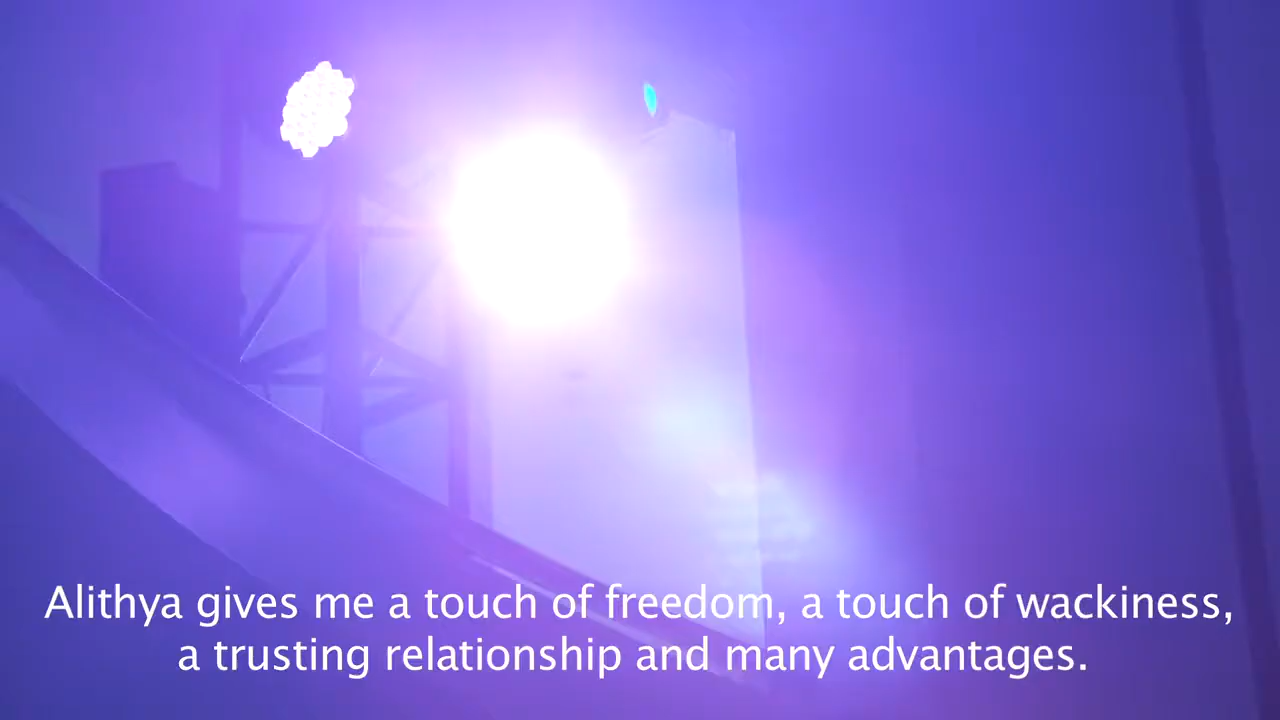 Alithya gives me a touch of freedom, a touch of wackiness,
a trusting relationship and many advantages.